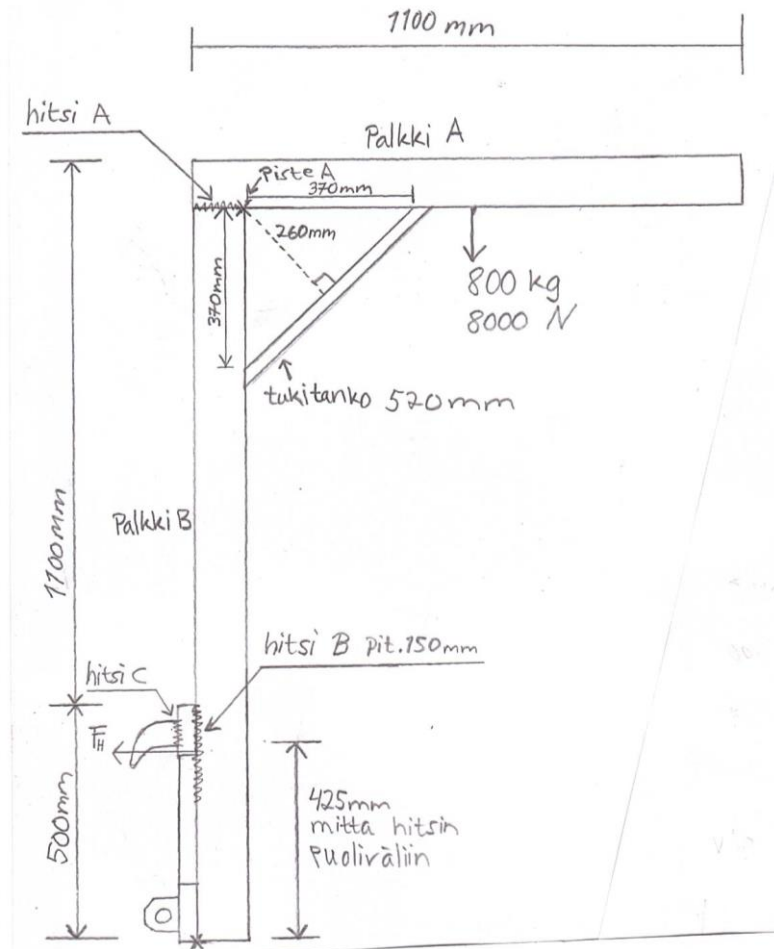 1100 mm
hitsi A
Palkki A
Piste A
370mm
260mm
370mm
800 kg
8000 N
tukitanko 520mm
1100mm
Palkki B
hitsi B pit.150mm
hitsi C
FH
500mm
425mm
mitta hitsin
puoliväliin